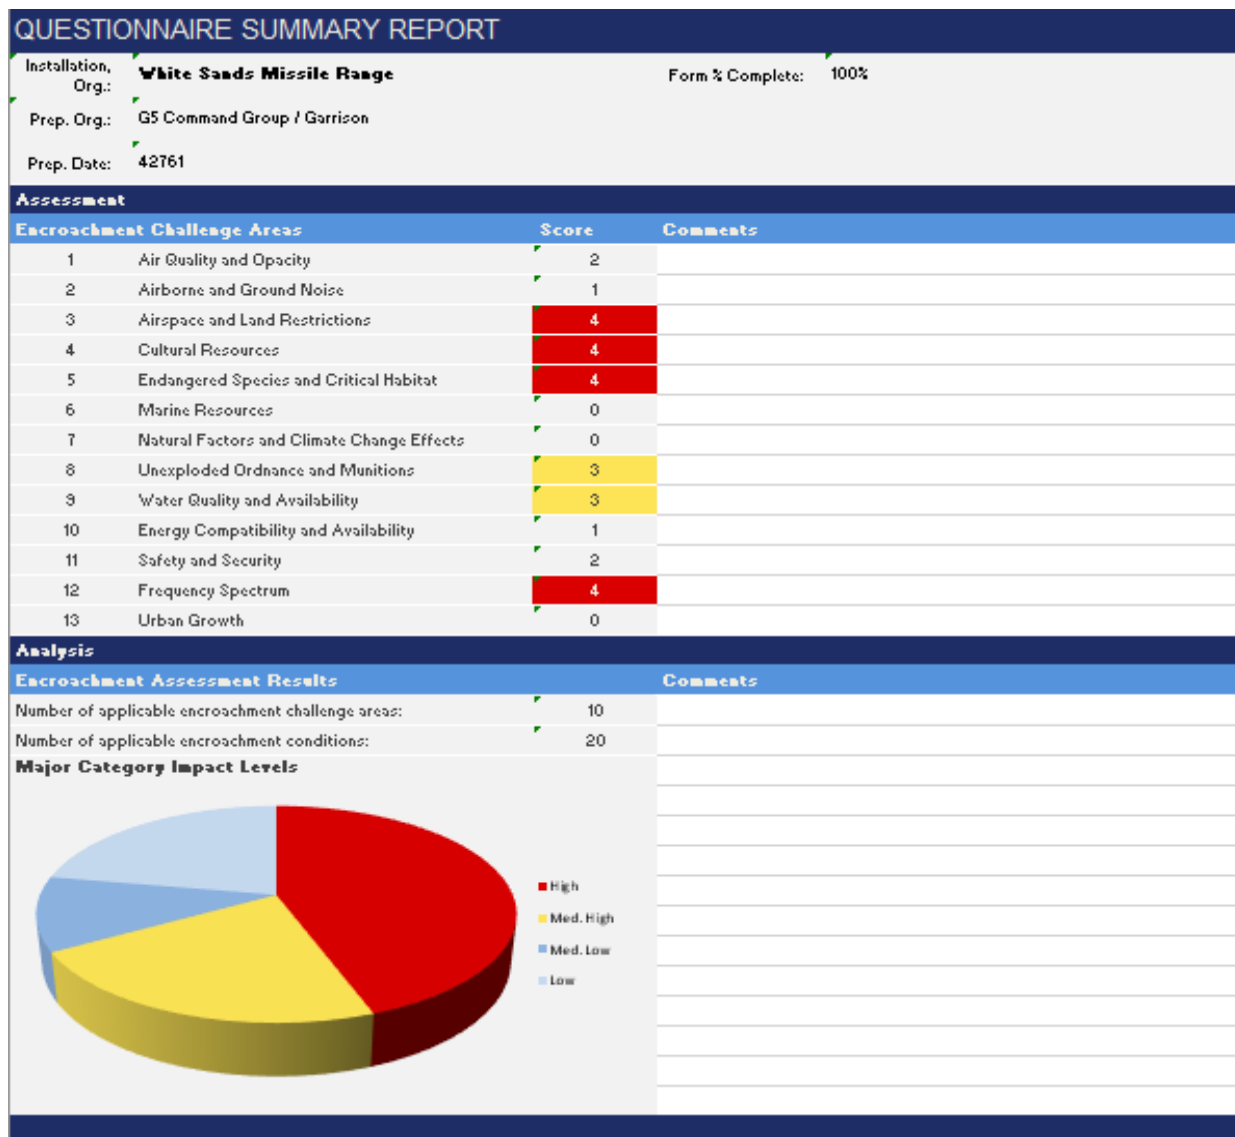 QUESTIONNAIRE SUMMARY REPORT
Installation, Org.: White Sands Missile Range Form % Complete: 100%
Prep. Org.: G5 Command Group / Garrison
Prep. Date: 42761
Assessment
Encroachment Challenge Areas Score Comments
1 Air Quality and Opacity 2
2 Airborne and Ground Noise 1
3 Airspace and Land Restrictions 4
4 Cultural Resources 4
5 Endangered Species and Critical Habitat 4
6 Marine Resources 0
7 Natural Factors and Climate Change Effects 0
8 Unexploded Ordnance and Munitions 3
9 Water Quality and Availability 3
10 Energy Compatibility and Availability 1
11 Safety and Security 2
12 Frequency Spectrum 4
13 Urban Growth 0
Analysis
Encroachment Assessment Results Comments
Number of applicable encroachment challenge areas: 10
Number of applicable encroachment conditions: 20
Major Category Impact Levels
High
Med. High
Med. Low
Low